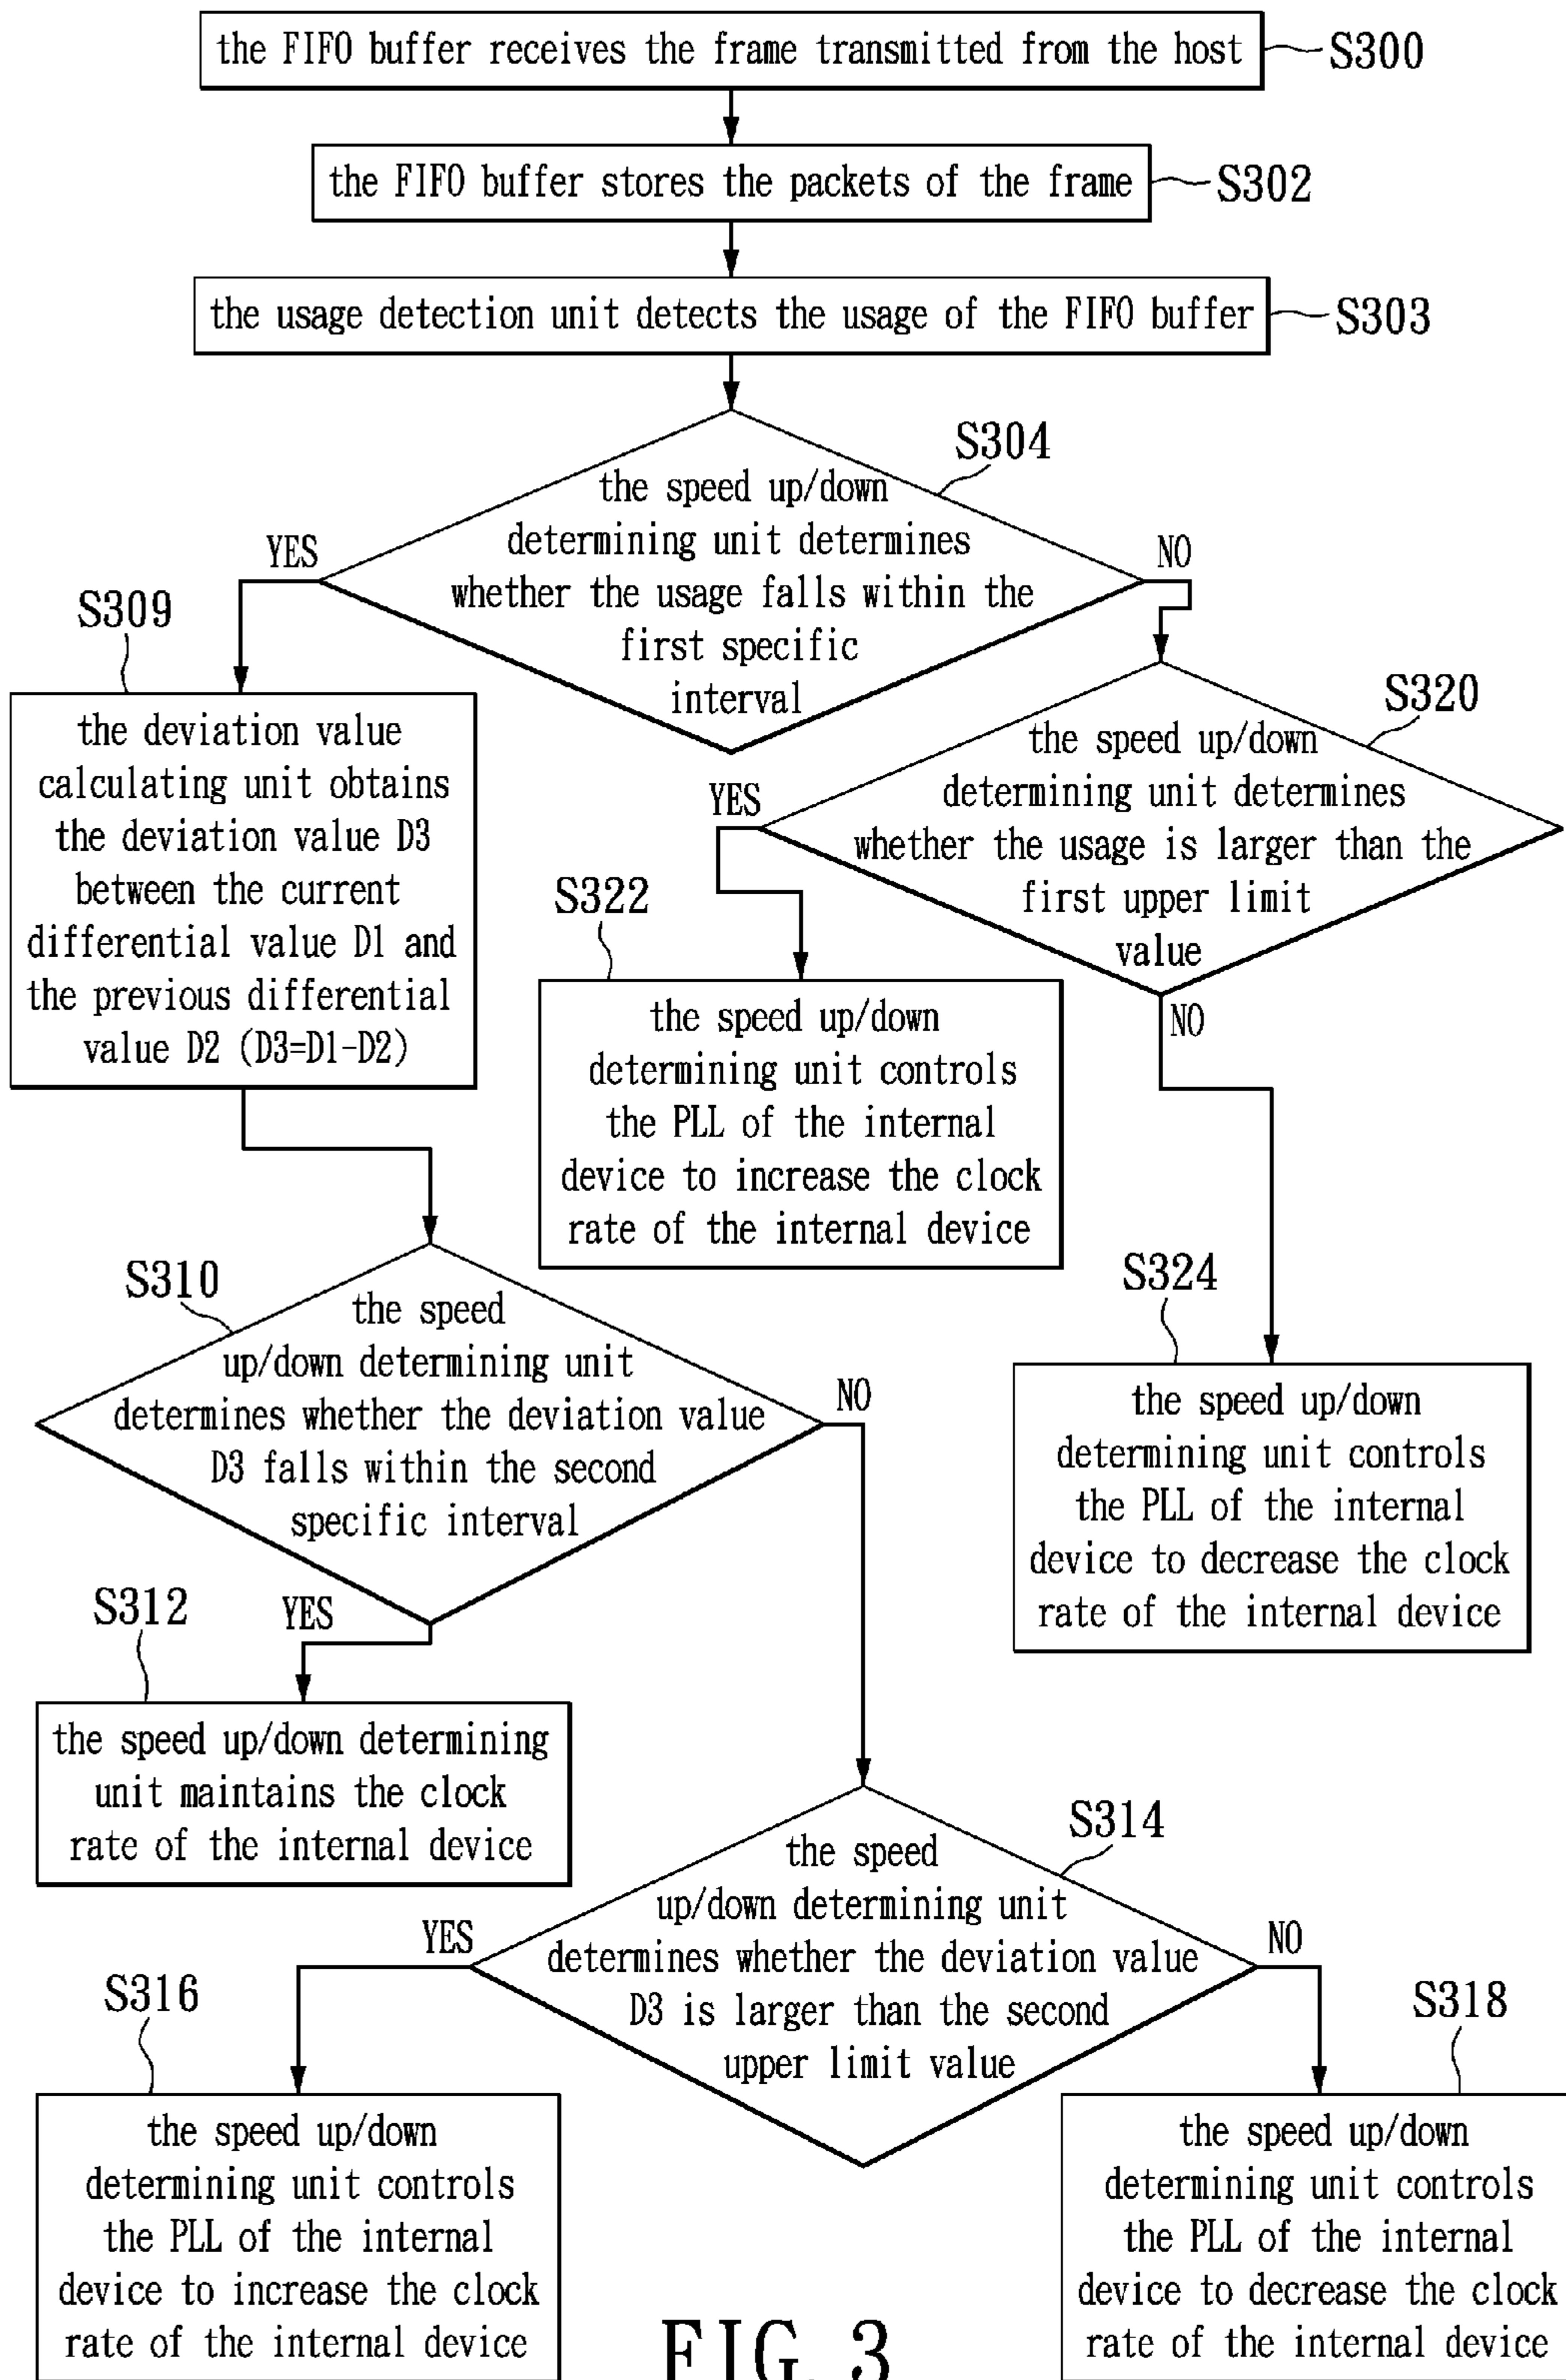 the FIFO buffer receives the frame transmitted from the host
S300
the FIFO buffer stores the packets of the frame
S302
the usage detection unit detects the usage of the FIFO buffer
S303
S304
the speed up/down
determining unit determines
whether the usage falls within the
first specific
interval
YES
NO
S309
the deviation value
calculating unit obtains
the deviation value D3
between the current
differential value D1 and
the previous differential
value D2 (D3=D1-D2)
S320
the speed up/down
determining unit determines
whether the usage is larger than the
first upper limit
value
YES
NO
S322
the speed up/down
determining unit controls
the PLL of the internal
device to increase the clock
rate of the internal device
S324
the speed up/down
determining unit controls
the PLL of the internal
device to decrease the clock
rate of the internal device
S310
the speed
up/down determining unit
determines whether the deviation value
D3 falls within the second
specific interval
NO
YES
S312
the speed up/down determining
unit maintains the clock
rate of the internal device
S314
the speed
up/down determining unit
determines whether the deviation value
D3 is larger than the second
upper limit value
YES
NO
S316
the speed up/down
determining unit controls
the PLL of the internal
device to increase the clock
rate of the internal device
S318
the speed up/down
determining unit controls
the PLL of the internal
device to decrease the clock
rate of the internal device
FIG. 3